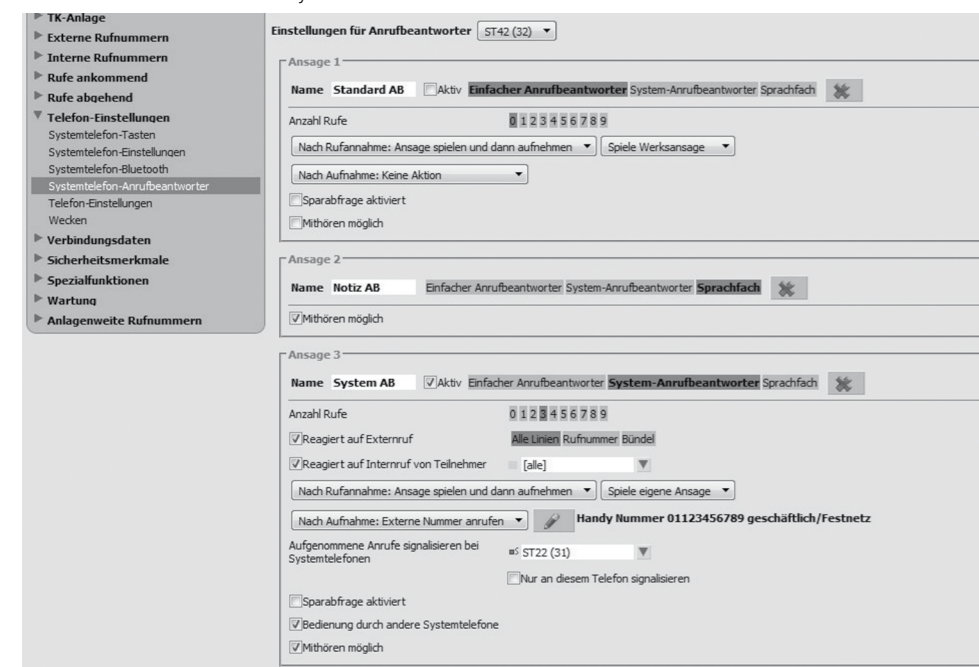 TK-Anlage
Externe Rufnummern
Interne Rufnummern
Rufe ankommend
Rufe abgehend
Telefon-Einstellungen
Systemtelefon-Tasten
Systemtelefon-Einstellungen
Systemtelefon-Bluetooth
Systemtelefon-Anrufbeantworter
Telefon-Einstellungen
Wecken
Verbindungsdaten
Sicherheitsmerkmale
Spezialfunktionen
Wartung
Anlagenweite Rufnummern
Einstellungen für Anrufbeantworter ST42 (32)
Ansage 1
Name Standard AB Aktiv Einfacher Anrufbeantworter System-Anrufbeantworter Sprachfach
Anzahl Rufe 0 1 2 3 4 5 6 7 8 9
Nach Rufannahme: Ansage spielen und dann aufnehmen Spiele Werksansage
Nach Aufnahme: Keine Aktion
Sparabfrage aktiviert
Mithören möglich
Ansage 2
Name Notiz AB Einfacher Anrufbeantworter System-Anrufbeantworter Sprachfach
Mithören möglich
Ansage 3
Name System AB Aktiv Einfacher Anrufbeantworter System-Anrufbeantworter Sprachfach
Anzahl Rufe 0 1 2 3 4 5 6 7 8 9
Reagiert auf Externruf Alle Linien Rufnummer Bündel
Reagiert auf Internruf von Teilnehmer [alle]
Nach Rufannahme: Ansage spielen und dann aufnehmen Spiele eigene Ansage
Nach Aufnahme: Externe Nummer anrufen Handy Nummer 01123456789 geschäftlich/Festnetz
Aufgenommene Anrufe signalisieren bei
Systemtelefonen ST22 (31)
Nur an diesem Telefon signalisieren
Sparabfrage aktiviert
Bedienung durch andere Systemtelefone
Mithören möglich